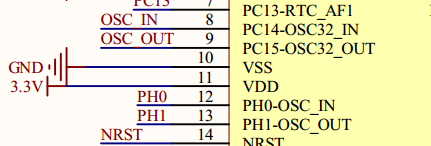 PC13 7 PC13-RTC_AF1
OSC_IN 8 PC14-OSC32_IN
OSC_OUT 9 PC15-OSC32_OUT
GND 10 VSS
3.3V 11 VDD
PH0 12 PH0-OSC_IN
PH1 13 PH1-OSC_OUT
NRST 14 NRST